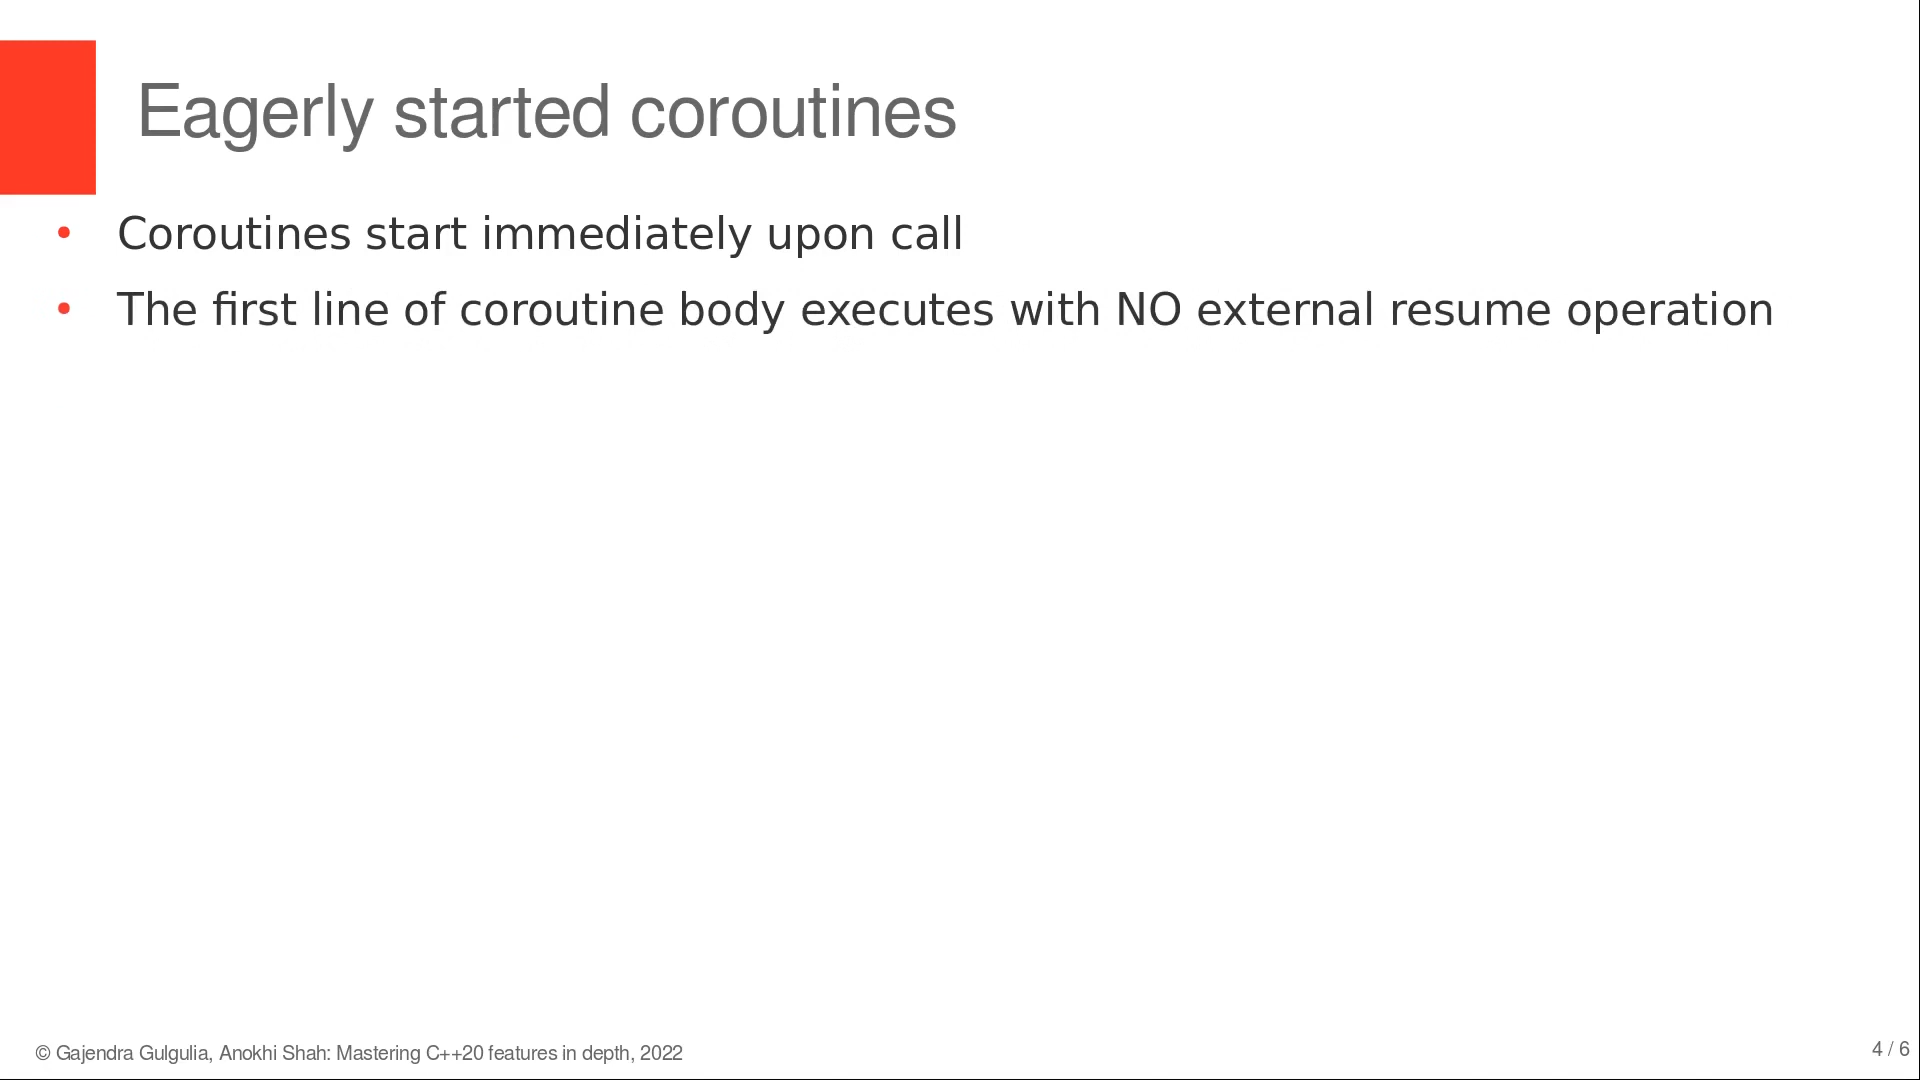 Eagerly started coroutines
• Coroutines start immediately upon call
• The first line of coroutine body executes with NO external resume operation
© Gajendra Gulgulia, Anokhi Shah: Mastering C++20 features in depth, 2022
4 / 6